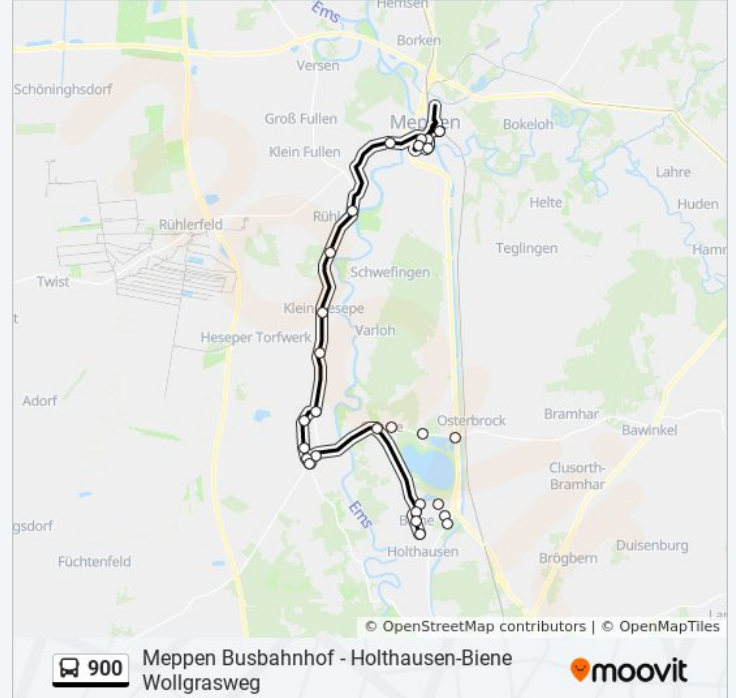 Hemsen
Ems
Borken
Versen
Schöninghsdorf
Groß Fullen
Meppen
Bokeloh
Klein Fullen
Lahre
Helte
Huden
Rühl
Rühlerfeld
Teglingen
Hamr
Schwefingen
Twist
t
Klein Hesepe
Varloh
Heseper Torfwerk
Adorf
Osterbrock
Bramhar
Bawinkel
Clusorth-
Bramhar
Ems
Biene
gsdorf
Holthausen
Duisenburg
Füchtenfeld
Brögbern
© OpenStreetMap contributors | © OpenMapTiles
900
Meppen Busbahnhof - Holthausen-Biene
Wollgrasweg
moovit